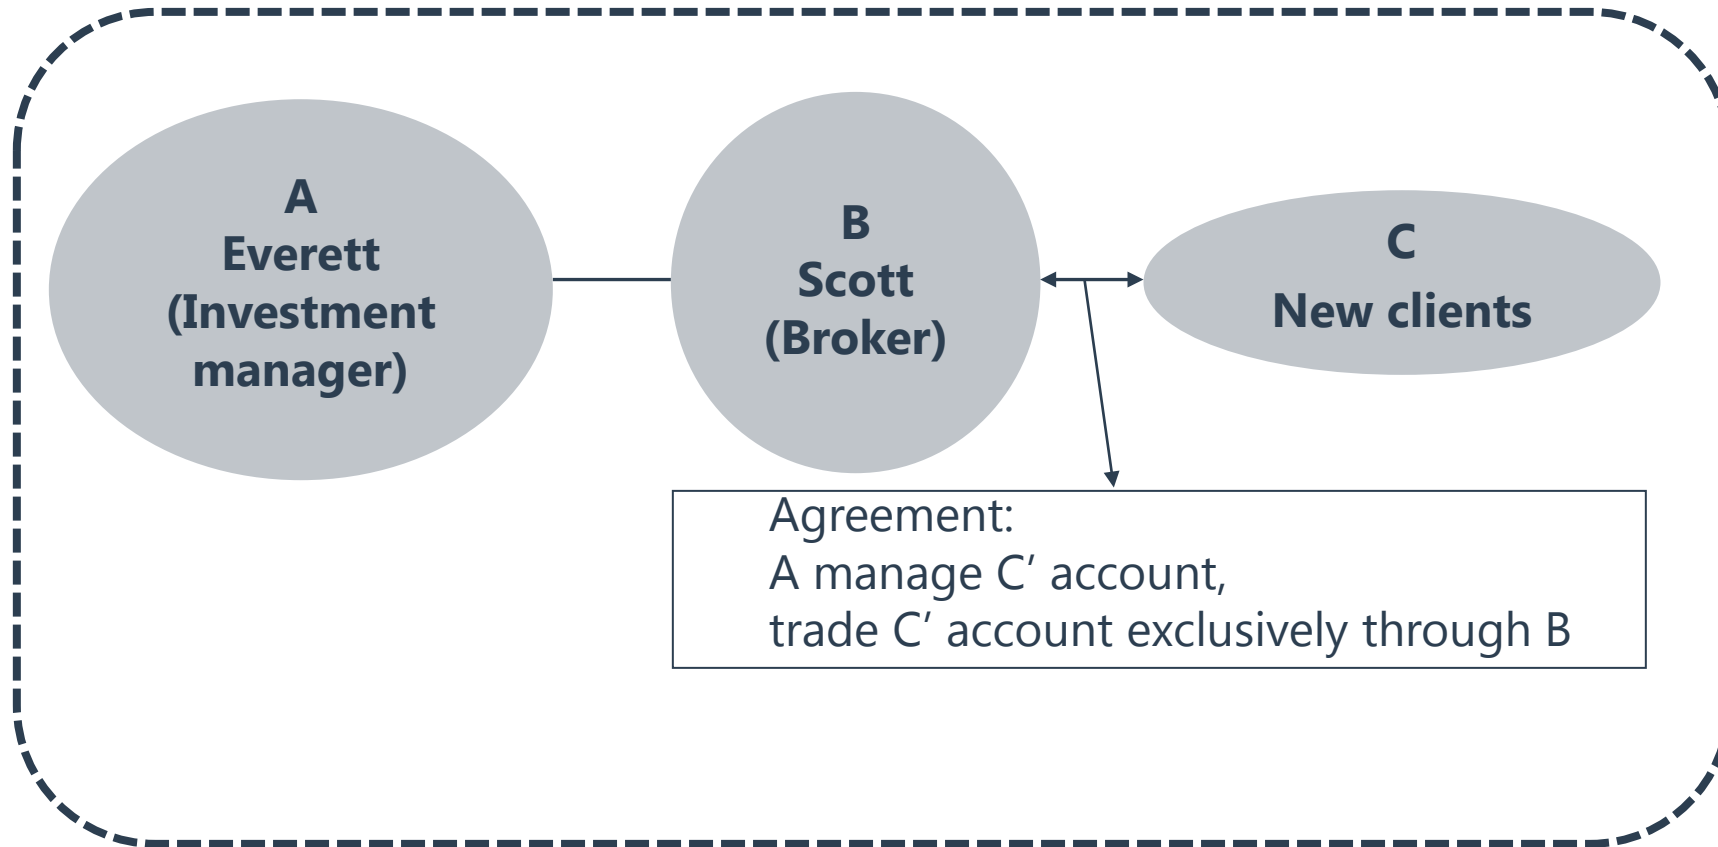 A
Everett
(Investment
manager)
B
Scott
(Broker)
C
New clients
Agreement:
A manage C’ account,
trade C’ account exclusively through B